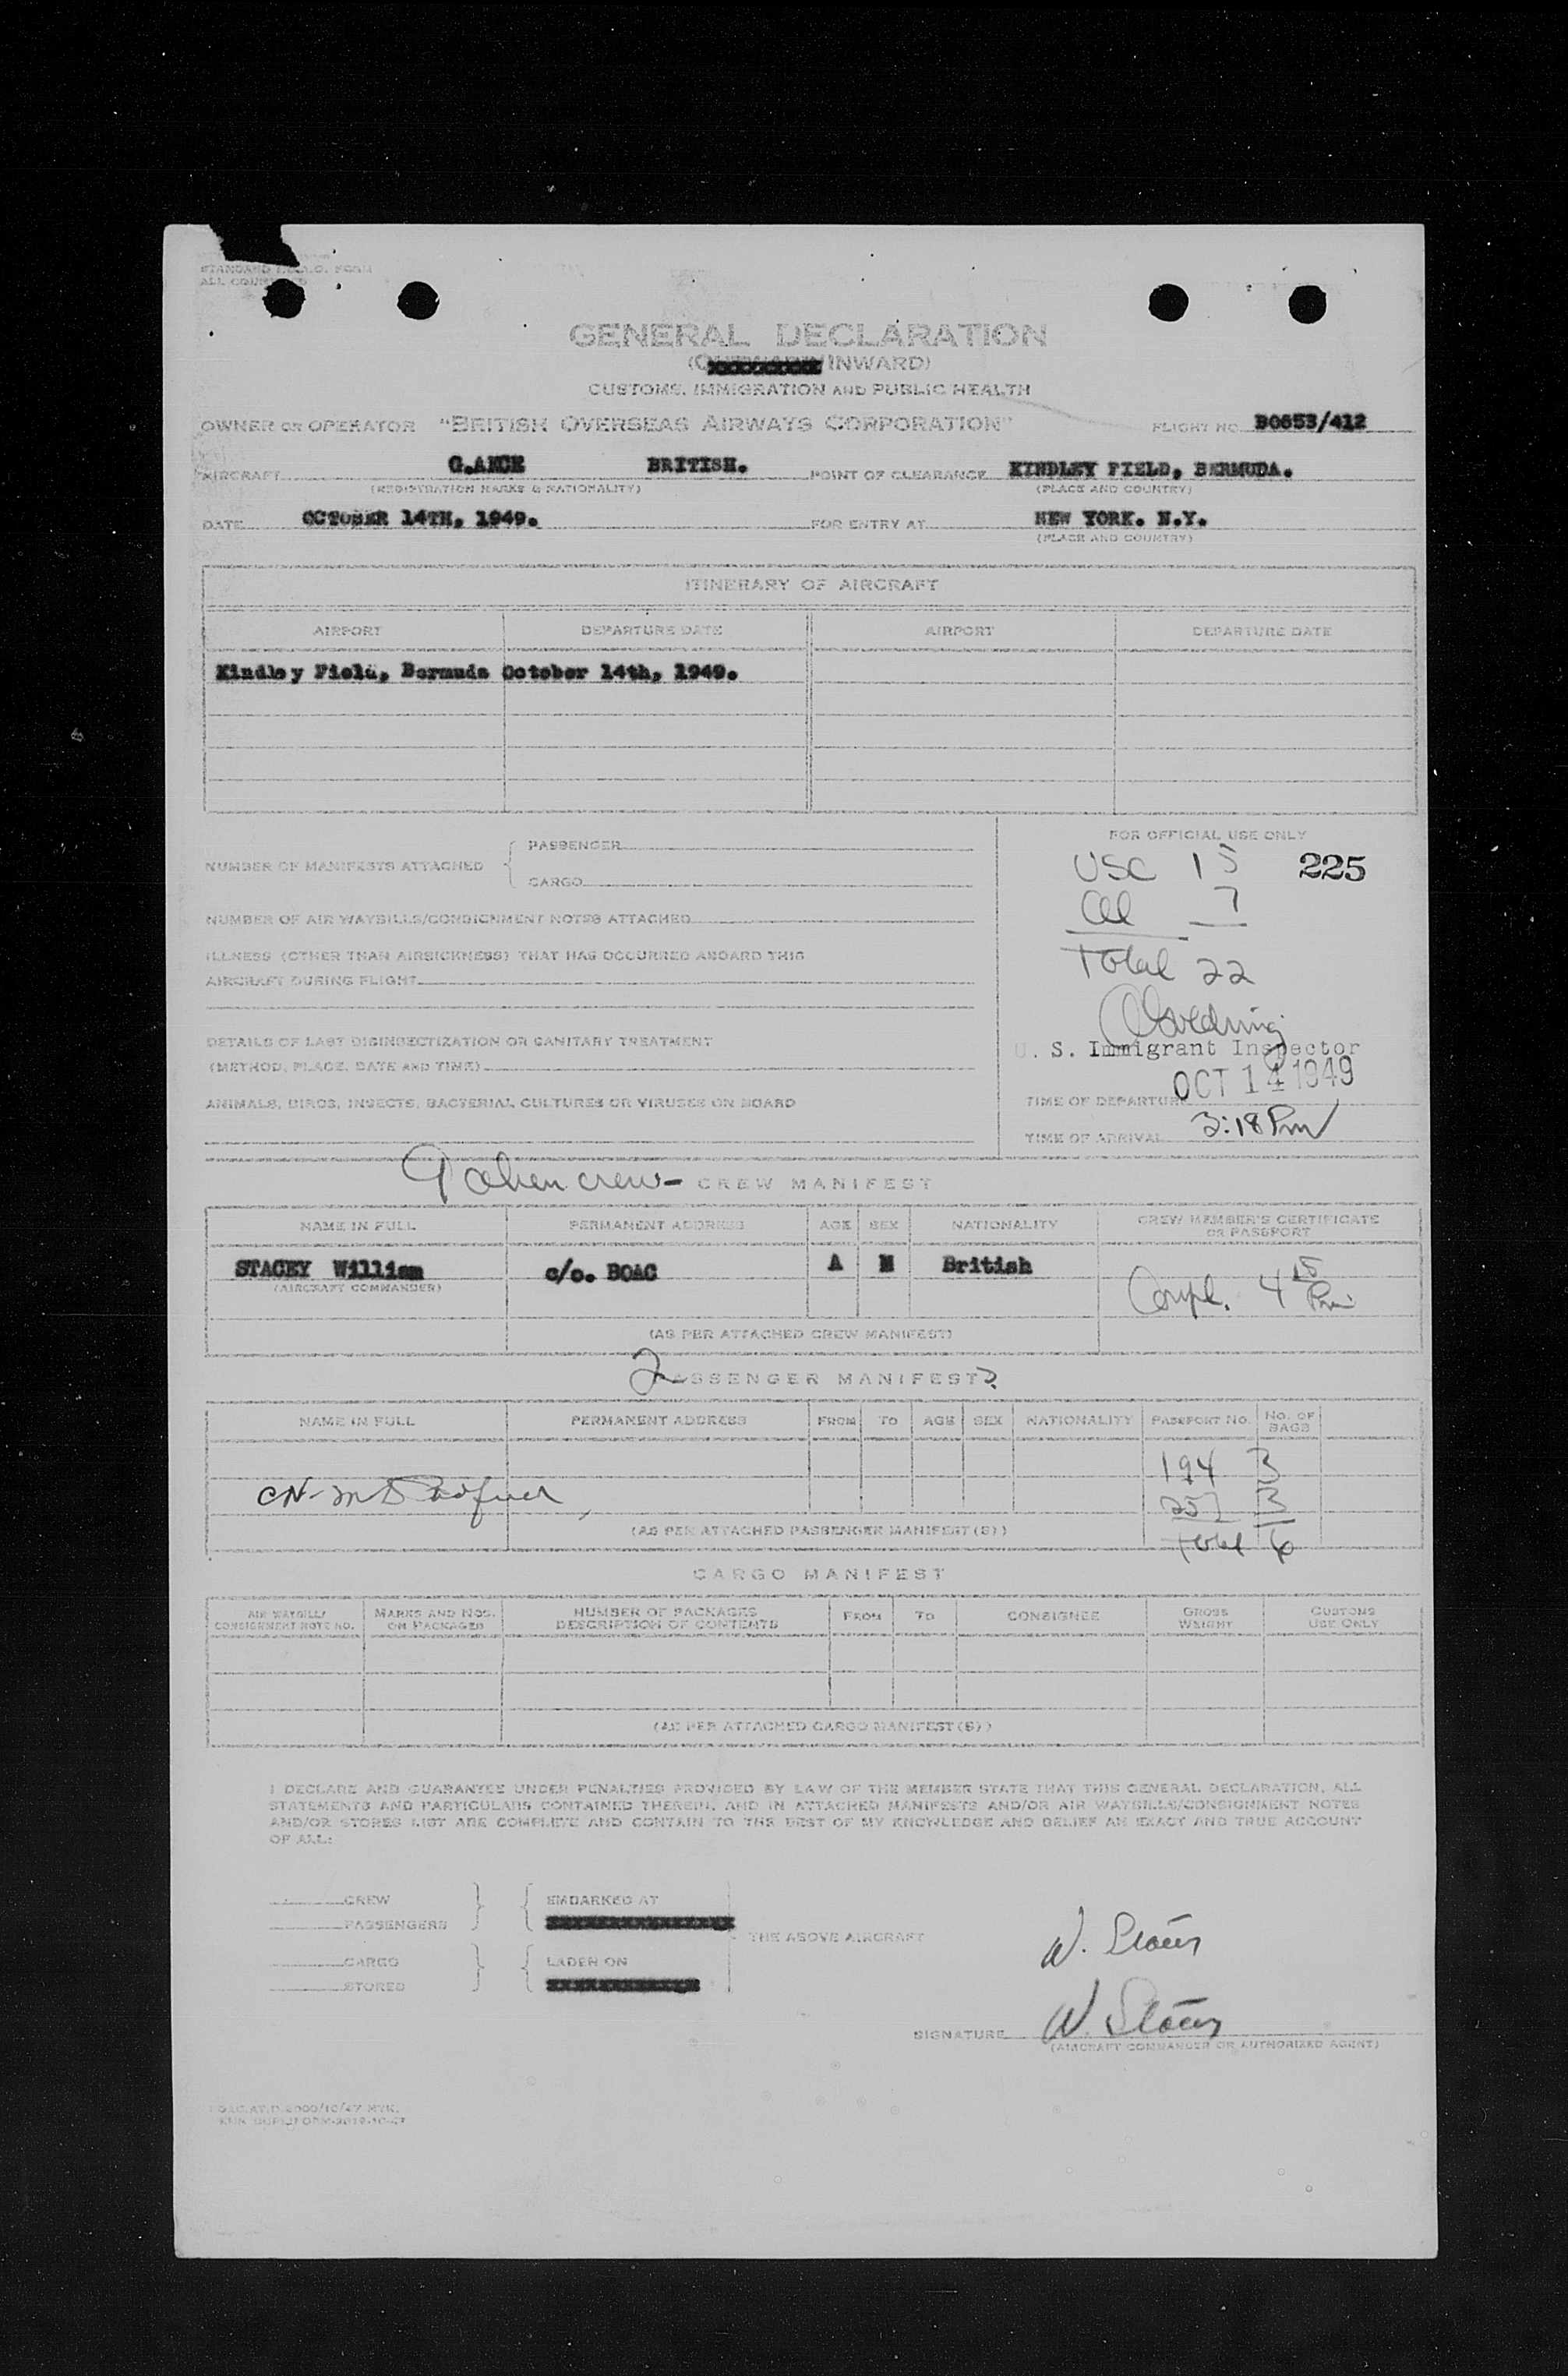 STANDARD I.C.A.O. FORM
GENERAL DECLARATION
INWARD)
CUSTOMS, IMMIGRATION AND PUBLIC HEALTH
OWNER OR OPERATOR "BRITISH OVERSEAS AIRWAYS CORPORATION" FLIGHT NO. BO653/412
AIRCRAFT BRITISH. POINT OF CLEARANCE KINDLEY FIELD, BERMUDA.
(REGISTRATION MARKS & NATIONALITY) (PLACE AND COUNTRY)
DATE OCTOBER 14TH, 1949. FOR ENTRY AT NEW YORK. N.Y.
(PLACE AND COUNTRY)
ITINERARY OF AIRCRAFT
AIRPORT DEPARTURE DATE AIRPORT DEPARTURE DATE
Kindley Field, Bermuda October 14th, 1949.
FOR OFFICIAL USE ONLY
NUMBER OF MANIFESTS ATTACHED { PASSENGER
CARGO
USC 15 225
7
Total 22
NUMBER OF AIR WAYBILLS/CONSIGNMENT NOTES ATTACHED
ILLNESS (OTHER THAN AIRSICKNESS) THAT HAS OCCURRED ABOARD THIS
AIRCRAFT DURING FLIGHT
DETAILS OF LAST DISINSECTIZATION OR SANITARY TREATMENT
(METHOD, PLACE, DATE AND TIME)
ANIMALS, BIRDS, INSECTS, BACTERIAL CULTURES OR VIRUSES ON BOARD
U. S. Immigrant Inspector
OCT 14 1949
TIME OF DEPARTURE
TIME OF ARRIVAL 3:18 Pm
9 alien crew - CREW MANIFEST
NAME IN FULL PERMANENT ADDRESS AGE SEX NATIONALITY CREW MEMBER'S CERTIFICATE OR PASSPORT
STACEY William c/o. BOAC A M British
(AIRCRAFT COMMANDER)
Compl. 4 15 Pm
(AS PER ATTACHED CREW MANIFEST)
2 PASSENGER MANIFEST
NAME IN FULL PERMANENT ADDRESS FROM TO AGE SEX NATIONALITY PASSPORT NO. NO. OF BAGS
194 3
257 3
(AS PER ATTACHED PASSENGER MANIFEST (S))
Total 6
CARGO MANIFEST
AIR WAYBILL/ CONSIGNMENT NOTE NO. MARKS AND NOS. ON PACKAGES NUMBER OF PACKAGES DESCRIPTION OF CONTENTS FROM TO CONSIGNEE GROSS WEIGHT CUSTOMS USE ONLY
(AS PER ATTACHED CARGO MANIFEST (S))
I DECLARE AND GUARANTEE UNDER PENALTIES PROVIDED BY LAW OF THE MEMBER STATE THAT THIS GENERAL DECLARATION, ALL
STATEMENTS AND PARTICULARS CONTAINED THEREIN, AND IN ATTACHED MANIFESTS AND/OR AIR WAYBILLS/CONSIGNMENT NOTES
AND/OR STORES LIST ARE COMPLETE AND CONTAIN TO THE BEST OF MY KNOWLEDGE AND BELIEF AN EXACT AND TRUE ACCOUNT
OF ALL:
CREW
PASSENGERS
EMBARKED AT
THE ABOVE AIRCRAFT
CARGO
STORED
LADEN ON
W. Stacey
SIGNATURE W. Stacey
(AIRCRAFT COMMANDER OR AUTHORIZED AGENT)